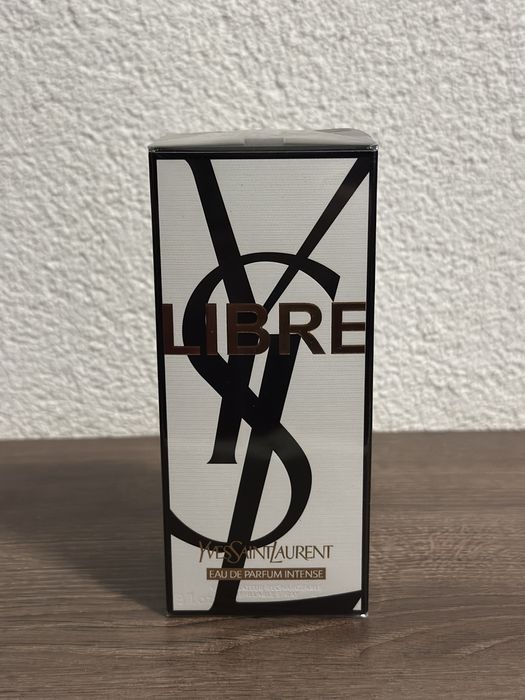 LIBRE
YVESSAINTLAURENT
EAU DE PARFUM INTENSE